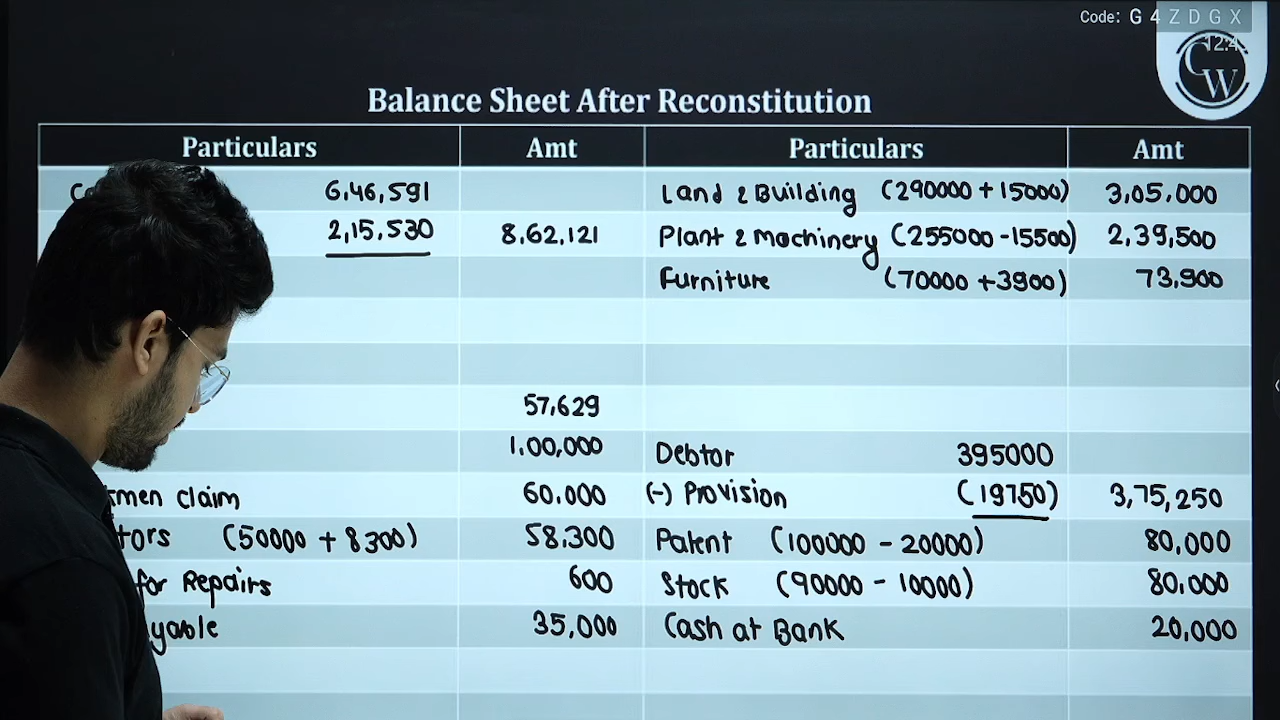 Code: G 4 Z D G X
12:4
CW
Balance Sheet After Reconstitution
Particulars Amt Particulars Amt
6,46,591 Land & Building (290000 + 15000) 3,05,000
2,15,530 8,62,121 Plant & Machinery (255000 - 15500) 2,39,500
Furniture (70000 + 3900) 73,900
57,629
1,00,000 Debtor 395000
kmen claim 60,000 (-) Provision (19750) 3,75,250
tors (50000 + 8300) 58,300 Patent (100000 - 20000) 80,000
for Repairs 600 Stock (90000 - 10000) 80,000
yable 35,000 Cash at Bank 20,000